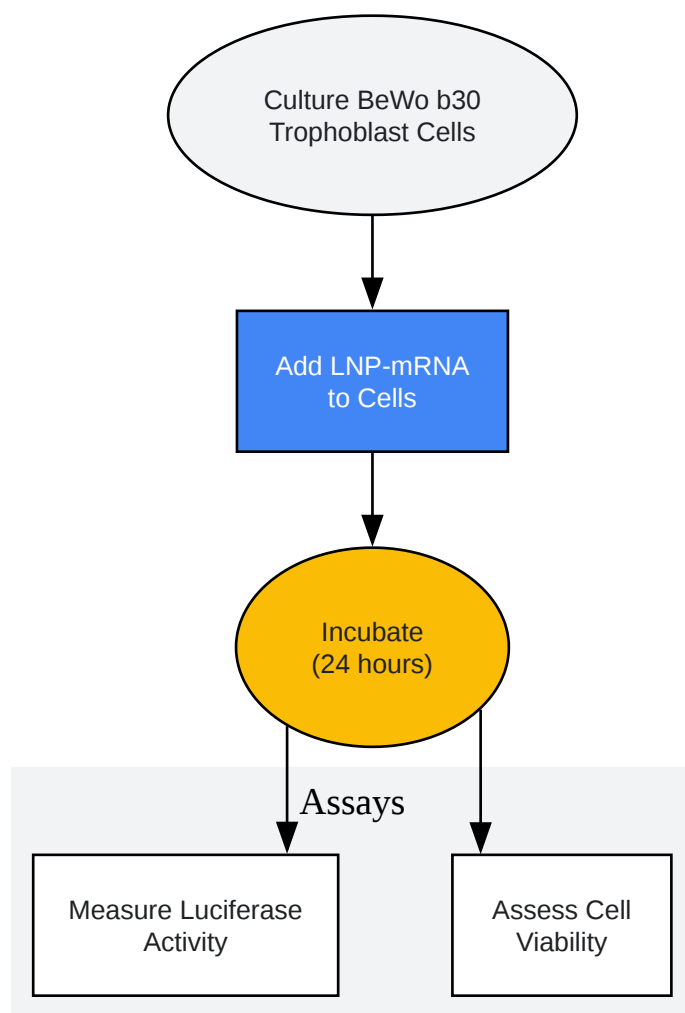 Culture BeWo b30
Trophoblast Cells
Add LNP-mRNA
to Cells
Incubate
(24 hours)
Assays
Measure Luciferase
Activity
Assess Cell
Viability